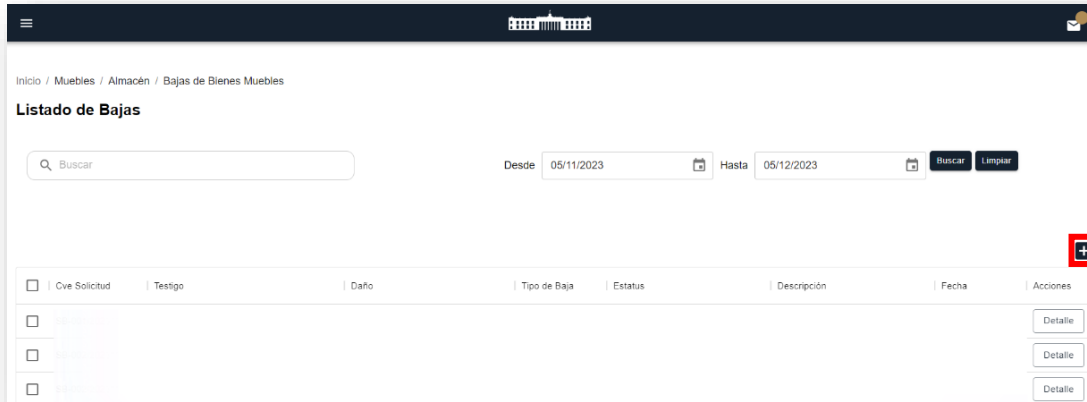 Inicio / Muebles / Almacén / Bajas de Bienes Muebles
Listado de Bajas
Buscar Desde 05/11/2023 Hasta 05/12/2023 Buscar Limpiar
+
Cve Solicitud Testigo Daño Tipo de Baja Estatus Descripción Fecha Acciones
Detalle
Detalle
Detalle